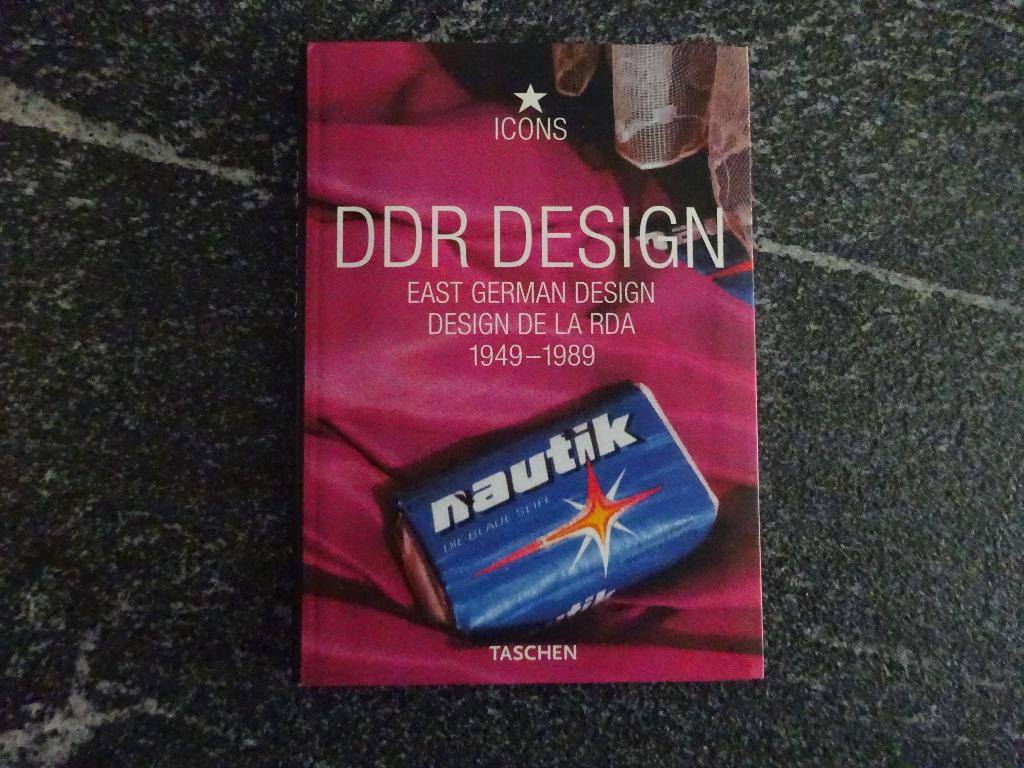 ICONS
DDR DESIGN
EAST GERMAN DESIGN
DESIGN DE LA RDA
1949–1989
nautik
DIE BLAUE SEIFE
TASCHEN